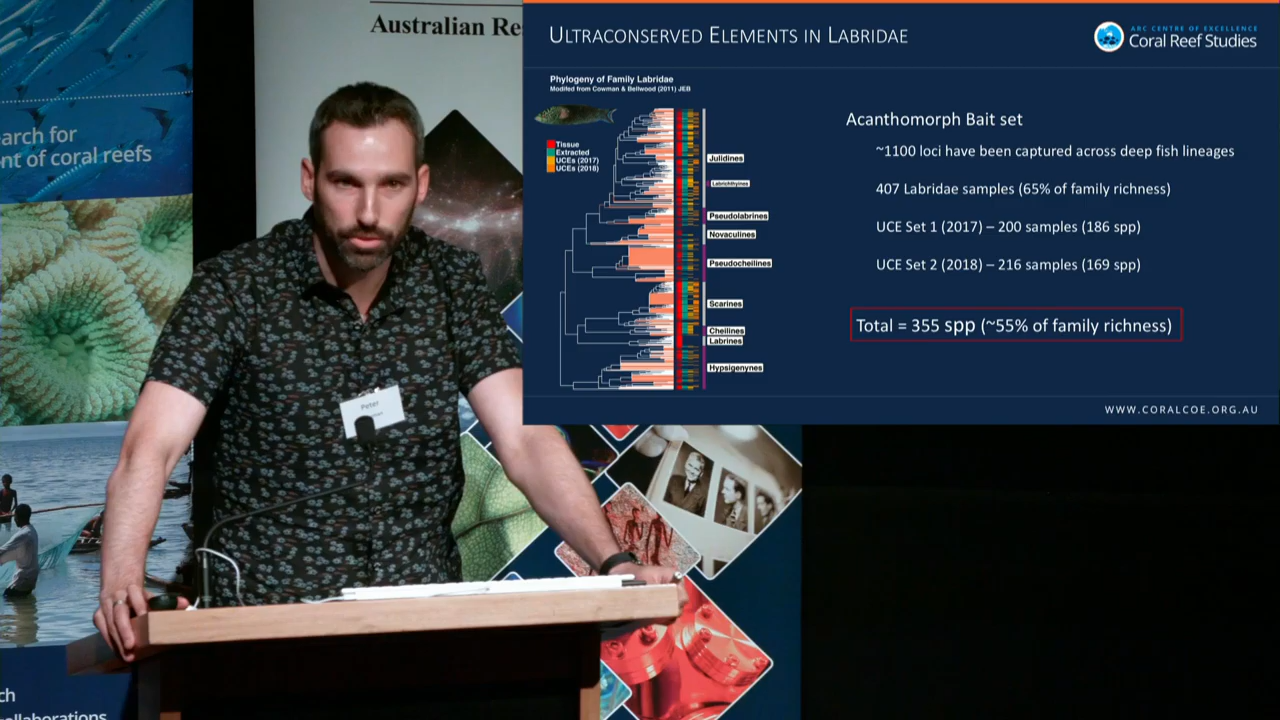 Australian Re
earch for
nt of coral reefs
Peter
ch
ollaborations
ULTRACONSERVED ELEMENTS IN LABRIDAE
ARC CENTRE OF EXCELLENCE
Coral Reef Studies
Phylogeny of Family Labridae
Modifed from Cowman & Bellwood (2011) JEB
Tissue
Extracted
UCEs (2017)
UCEs (2018)
Julidines
Labrichthyines
Pseudolabrines
Novaculines
Pseudocheilines
Scarines
Cheilines
Labrines
Hypsigenynes
Acanthomorph Bait set
~1100 loci have been captured across deep fish lineages
407 Labridae samples (65% of family richness)
UCE Set 1 (2017) – 200 samples (186 spp)
UCE Set 2 (2018) – 216 samples (169 spp)
Total = 355 spp (~55% of family richness)
WWW.CORALCOE.ORG.AU